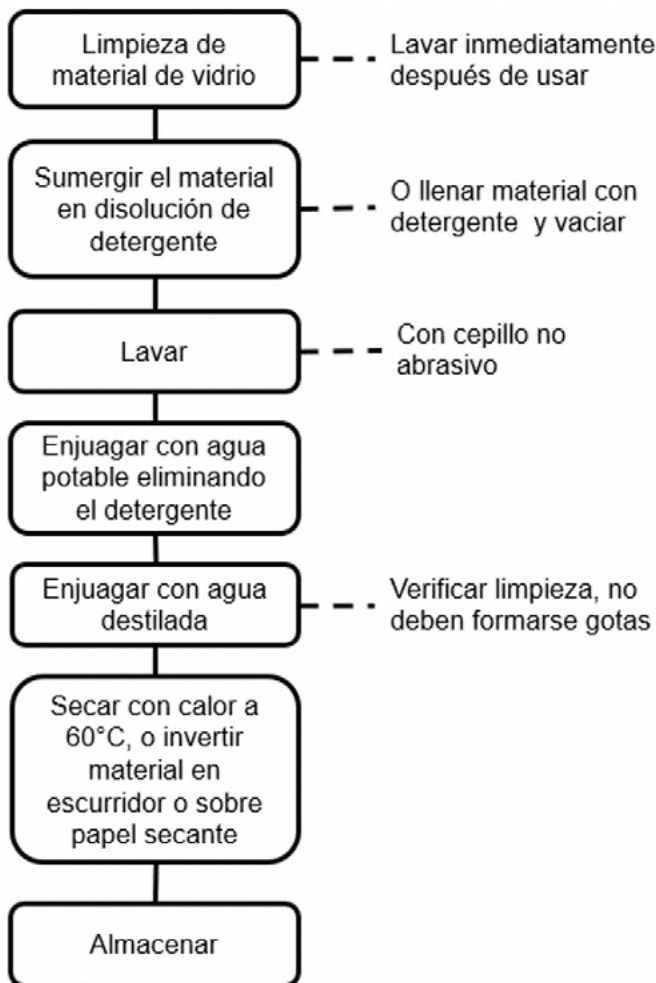 Limpieza de
material de vidrio
Lavar inmediatamente
después de usar
Sumergir el material
en disolución de
detergente
O llenar material con
detergente y vaciar
Lavar
Con cepillo no
abrasivo
Enjuagar con agua
potable eliminando
el detergente
Enjuagar con agua
destilada
Verificar limpieza, no
deben formarse gotas
Secar con calor a
60°C, o invertir
material en
escurridor o sobre
papel secante
Almacenar